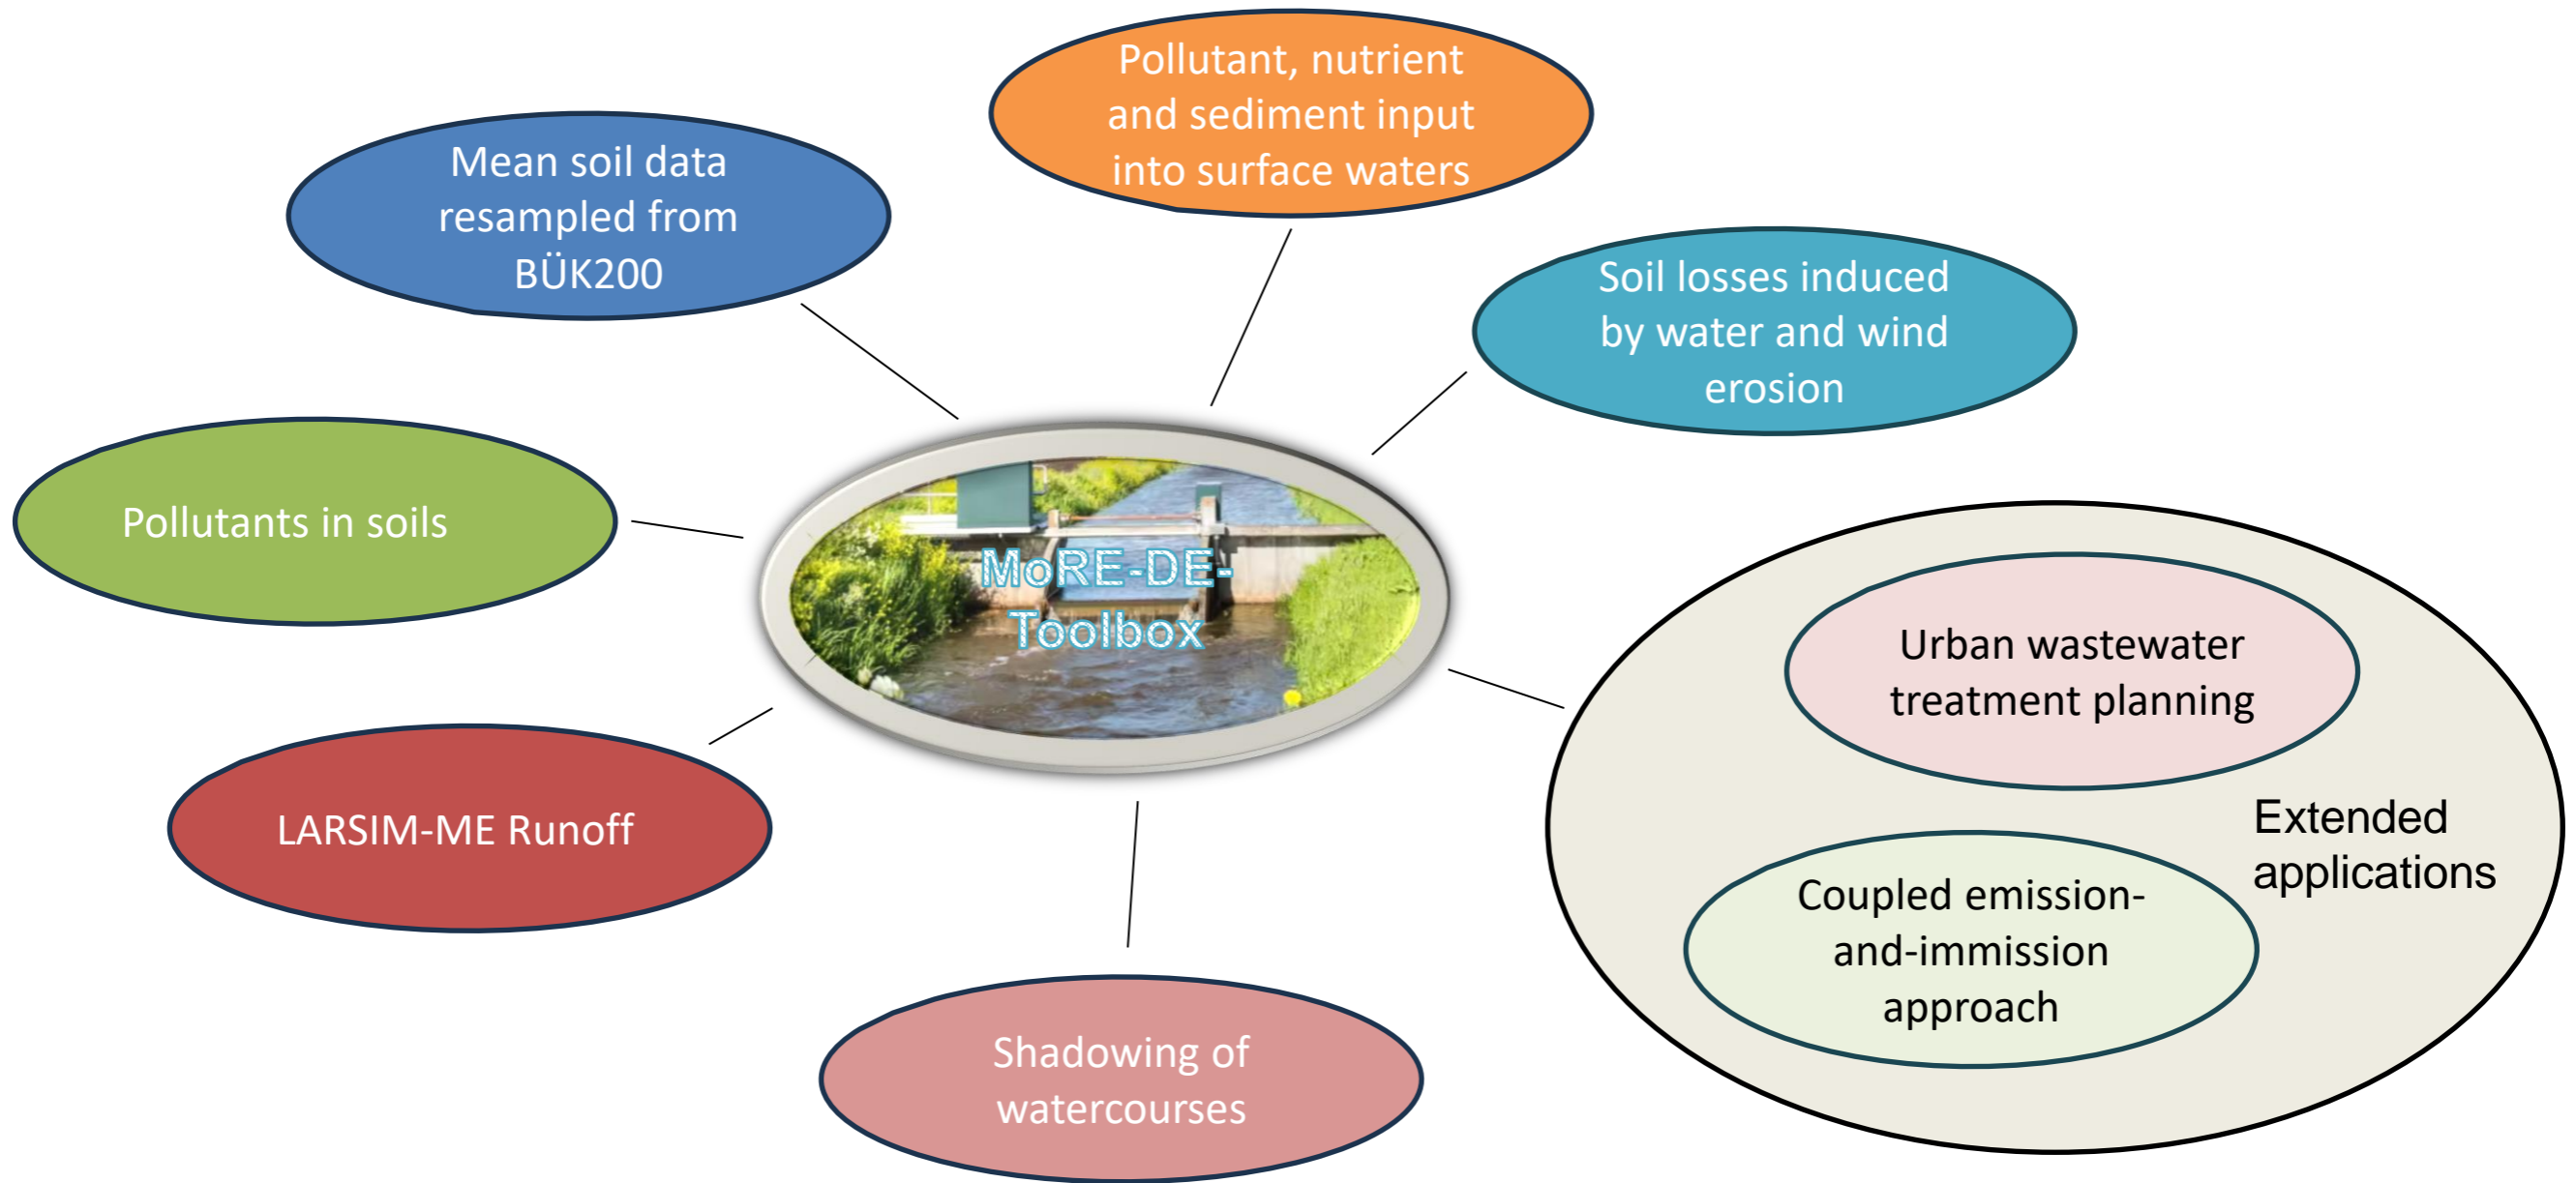 Pollutant, nutrient
and sediment input
into surface waters
Mean soil data
resampled from
BÜK200
Soil losses induced
by water and wind
erosion
Pollutants in soils
MoRE-DE-
Toolbox
Urban wastewater
treatment planning
LARSIM-ME Runoff
Extended
applications
Coupled emission-
and-immission
approach
Shadowing of
watercourses